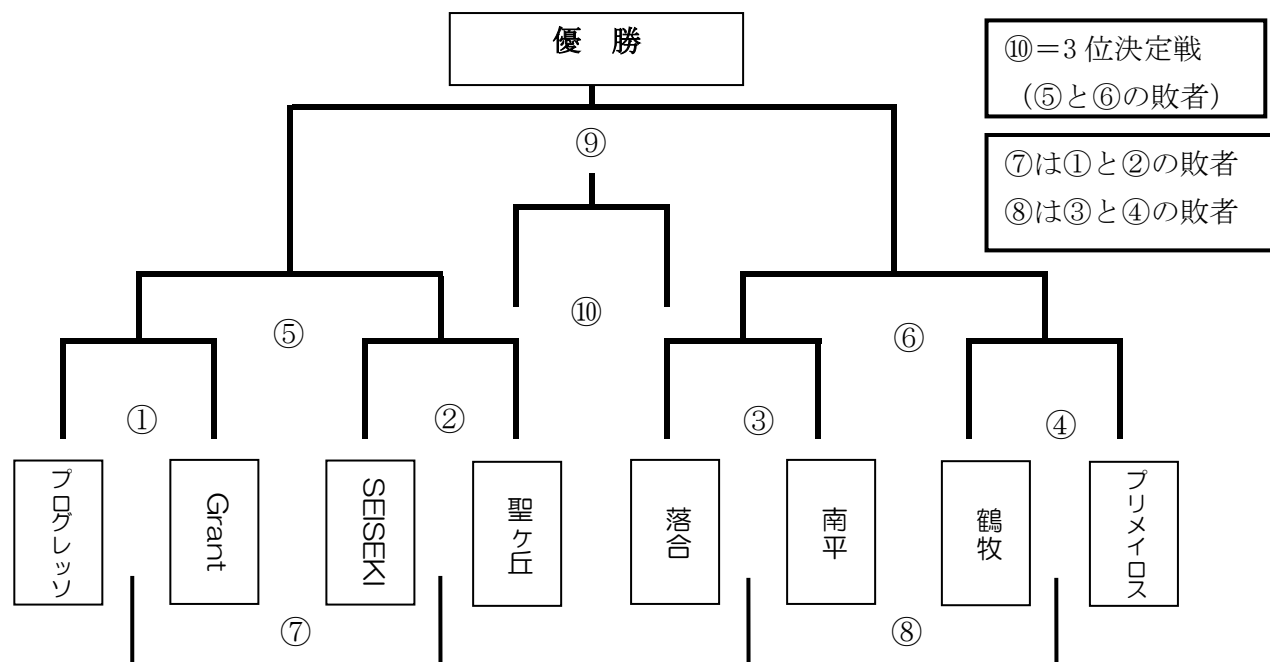 優 勝
⑩＝3 位決定戦
（⑤と⑥の敗者）
⑦は①と②の敗者
⑧は③と④の敗者
⑨
⑩
⑤
⑥
①
②
③
④
プログレッソ
Grant
SEISEKI
聖ヶ丘
落合
南平
鶴牧
プリメイロス
⑦
⑧